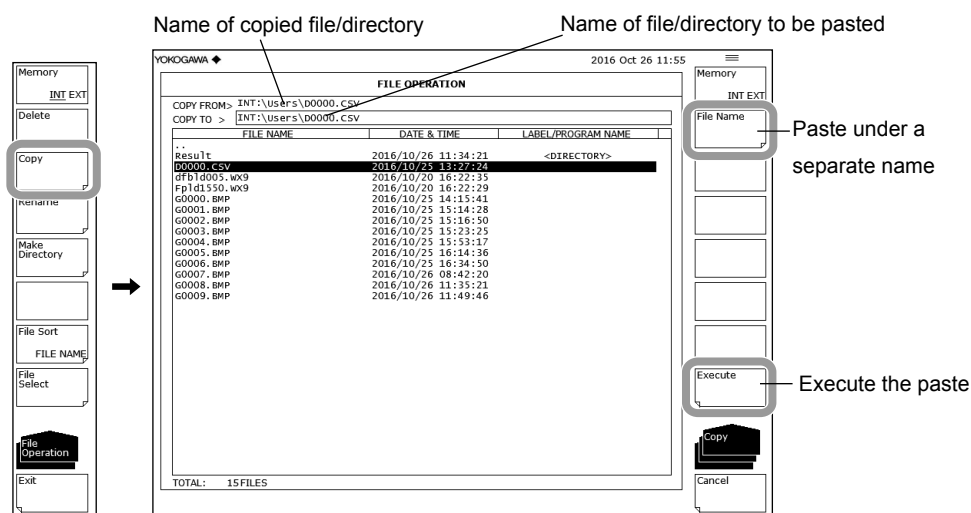 Name of copied file/directory
Name of file/directory to be pasted
Memory
INT EXT
Delete
Copy
Rename
Make
Directory
File Sort
FILE NAME
File
Select
File
Operation
Exit
YOKOGAWA
2016 Oct 26 11:55
FILE OPERATION
COPY FROM> INT:\Users\D0000.CSV
COPY TO > INT:\Users\D0000.CSV
FILE NAME DATE & TIME LABEL/PROGRAM NAME
..
Result 2016/10/26 11:34:21 <DIRECTORY>
D0000.CSV 2016/10/25 13:27:24
dfbld005.WX9 2016/10/20 16:22:35
Fpld1550.WX9 2016/10/20 16:22:29
G0000.BMP 2016/10/25 14:15:41
G0001.BMP 2016/10/25 15:14:28
G0002.BMP 2016/10/25 15:16:50
G0003.BMP 2016/10/25 15:23:25
G0004.BMP 2016/10/25 15:53:17
G0005.BMP 2016/10/25 16:14:36
G0006.BMP 2016/10/25 16:34:50
G0007.BMP 2016/10/26 08:42:20
G0008.BMP 2016/10/26 11:35:21
G0009.BMP 2016/10/26 11:49:46
TOTAL: 15FILES
Memory
INT EXT
File Name
Execute
Copy
Cancel
Paste under a
separate name
Execute the paste